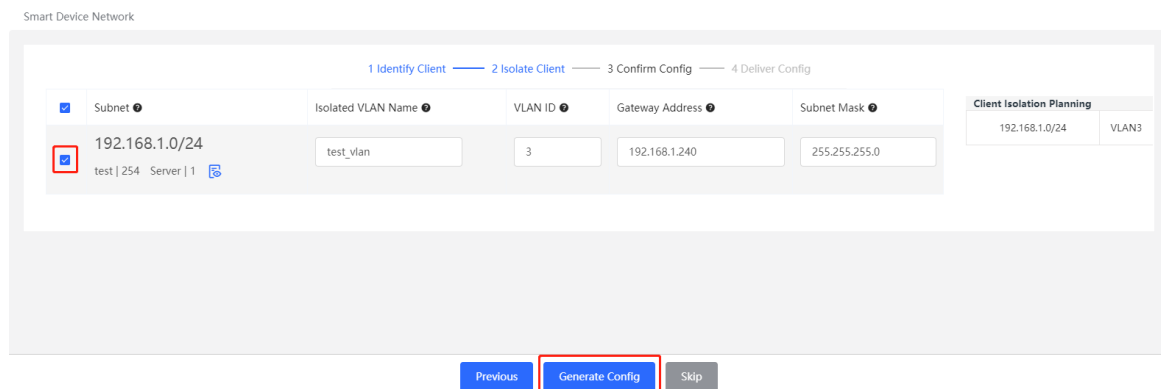 Smart Device Network
1 Identify Client 2 Isolate Client 3 Confirm Config 4 Deliver Config
Subnet Isolated VLAN Name VLAN ID Gateway Address Subnet Mask
192.168.1.0/24 test_vlan 3 192.168.1.240 255.255.255.0
test | 254 Server | 1
Client Isolation Planning
192.168.1.0/24 VLAN3
Previous Generate Config Skip